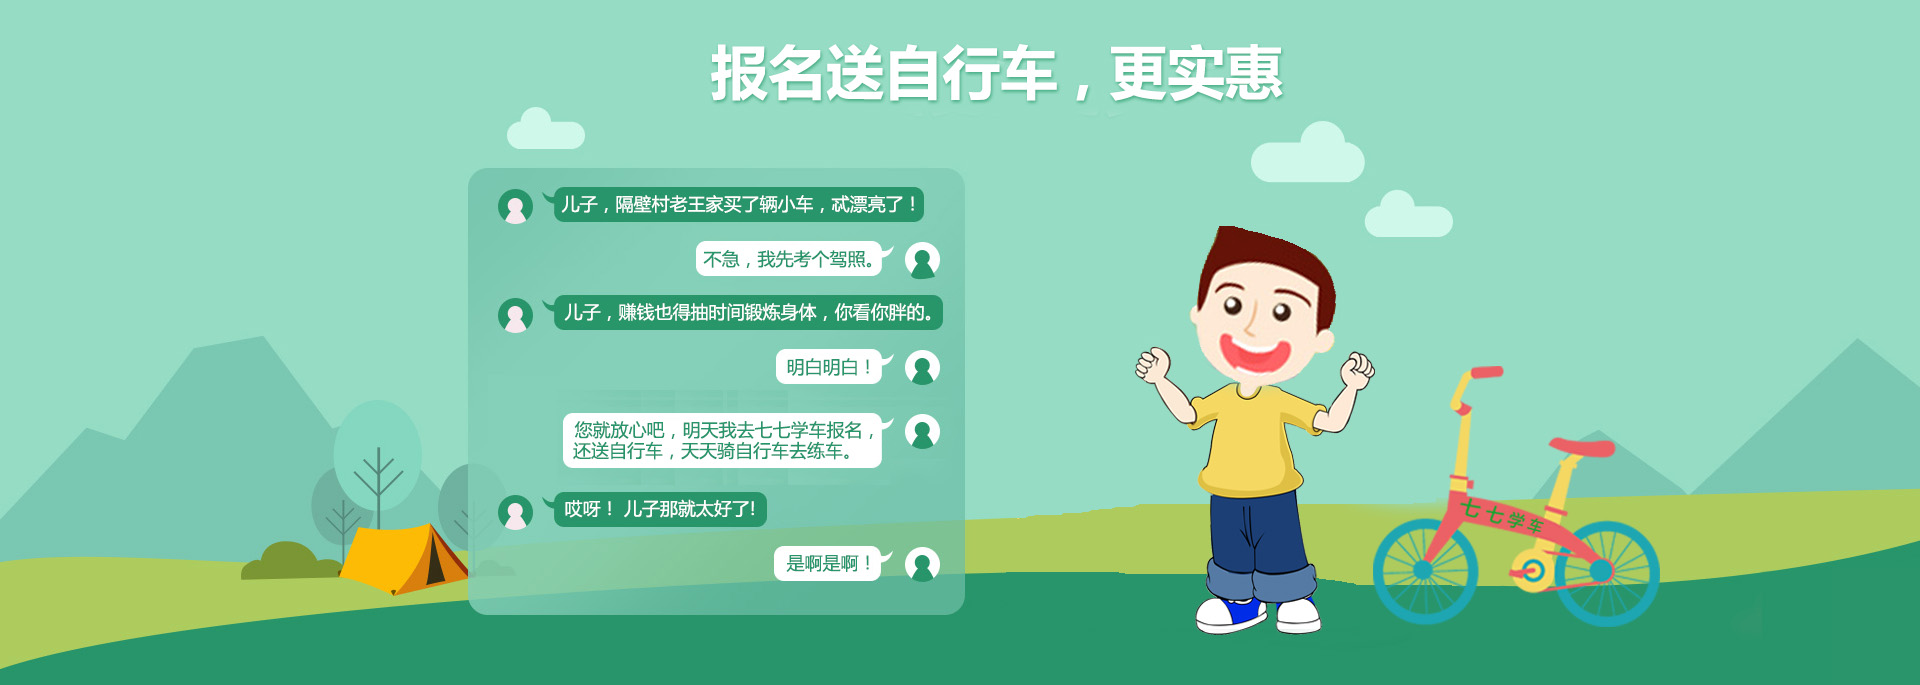 报名送自行车，更实惠
儿子，隔壁村老王家买了辆小车，忒漂亮了！
不急，我先考个驾照。
儿子，赚钱也得抽时间锻炼身体，你看你胖的。
明白明白！
您就放心吧，明天我去七七学车报名，
还送自行车，天天骑自行车去练车。
哎呀！儿子那就太好了!
是啊是啊！
七七学车